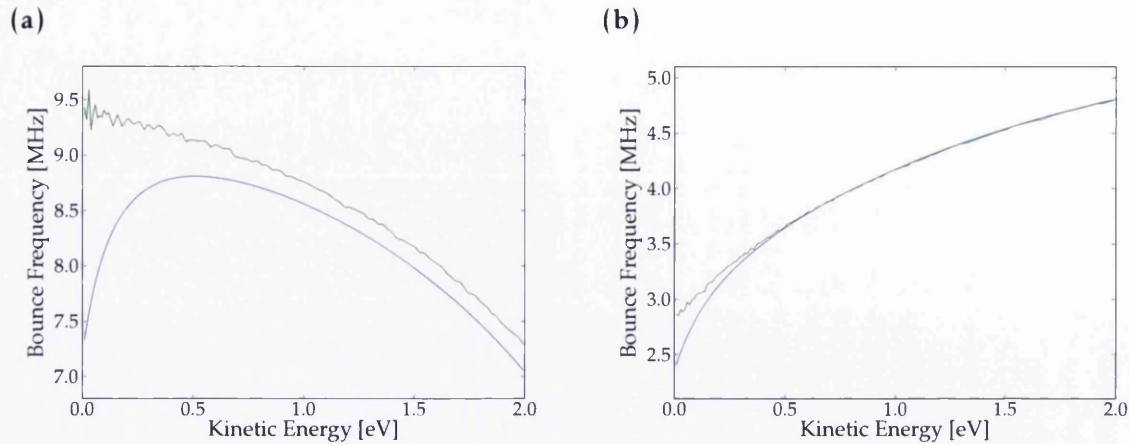 (a)
9.5
9.0
8.5
8.0
7.5
7.0
Bounce Frequency [MHz]
0.0 0.5 1.0 1.5 2.0
Kinetic Energy [eV]
(b)
5.0
4.5
4.0
3.5
3.0
2.5
Bounce Frequency [MHz]
0.0 0.5 1.0 1.5 2.0
Kinetic Energy [eV]